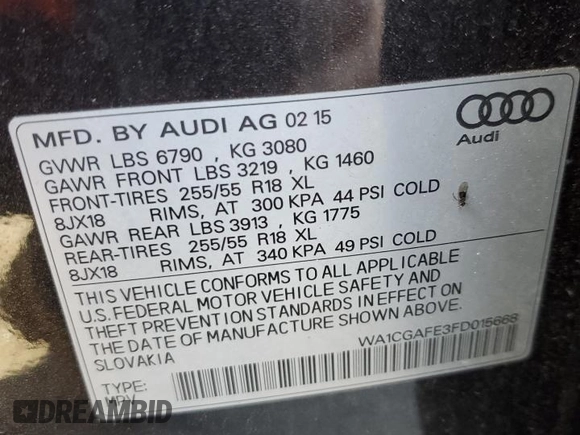 MFD. BY AUDI AG 02 15
GVWR LBS 6790 , KG 3080
GAWR FRONT LBS 3219 , KG 1460
FRONT-TIRES 255/55 R18 XL
8JX18 RIMS, AT 300 KPA 44 PSI COLD
GAWR REAR LBS 3913 , KG 1775
REAR-TIRES 255/55 R18 XL
8JX18 RIMS, AT 340 KPA 49 PSI COLD
Audi
THIS VEHICLE CONFORMS TO ALL APPLICABLE
U.S. FEDERAL MOTOR VEHICLE SAFETY AND
THEFT PREVENTION STANDARDS IN EFFECT ON
THE DATE OF MANUFACTURE SHOWN ABOVE.
SLOVAKIA
WA1CGAFE3FD015668
TYPE:
MPV
DREAMBID